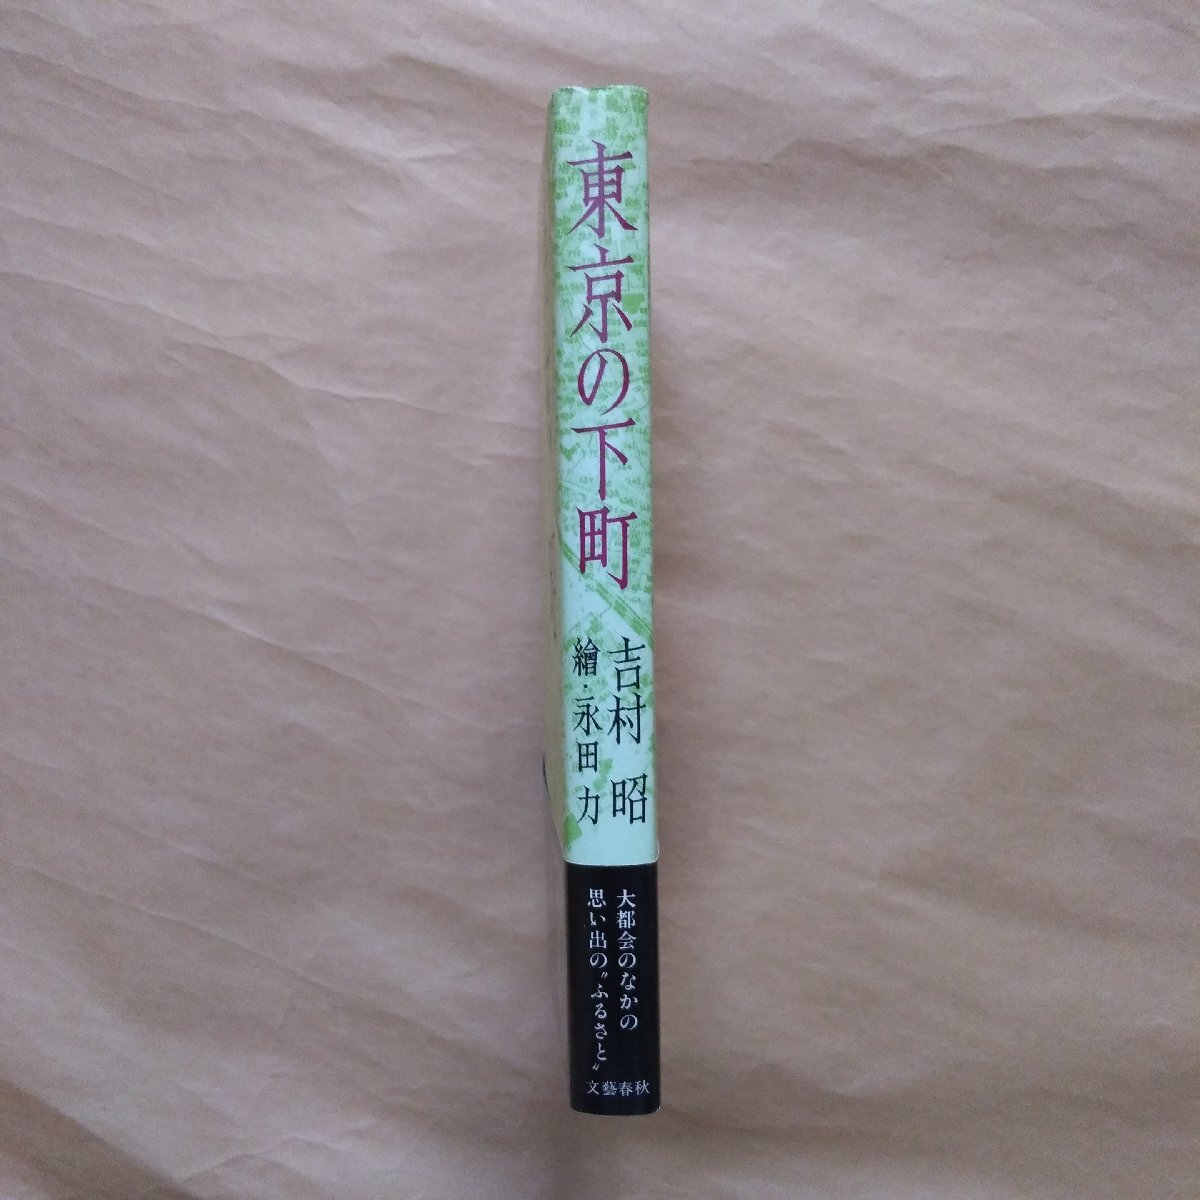 東京の下町
吉村 昭
繪・永田 力
大都会のなかの
思い出の〝ふるさと〟
文藝春秋